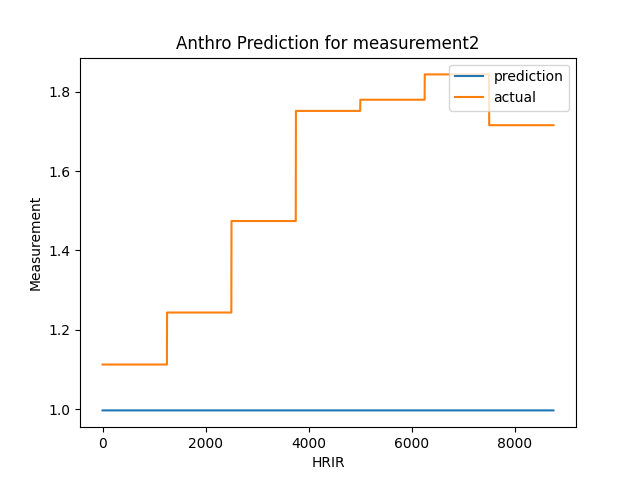 Anthro Prediction for measurement2
prediction
actual
Measurement
1.8
1.6
1.4
1.2
1.0
0 2000 4000 6000 8000
HRIR